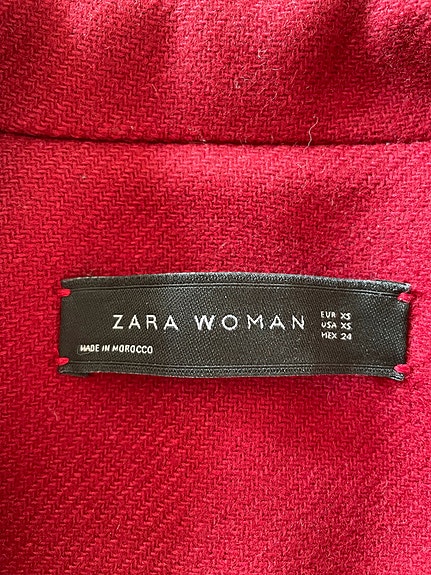 ZARA WOMAN
EUR XS
USA XS
MEX 24
MADE IN MOROCCO